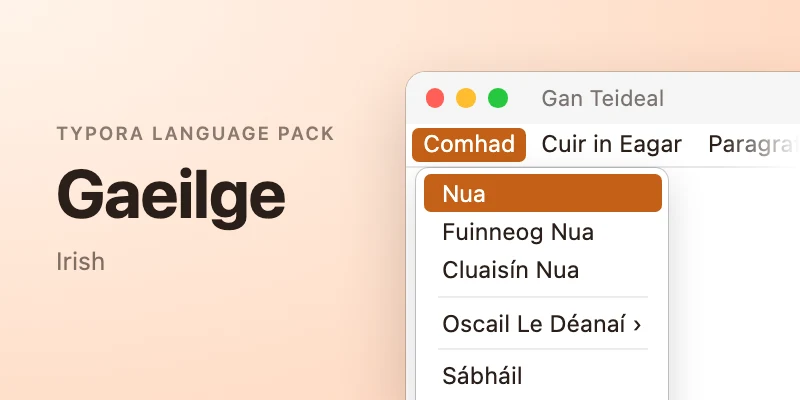 TYPORA LANGUAGE PACK
Gaeilge
Irish
Gan Teideal
Comhad Cuir in Eagar
Nua
Fuinneog Nua
Cluaisín Nua
Oscail Le Déanaí ›
Sábháil